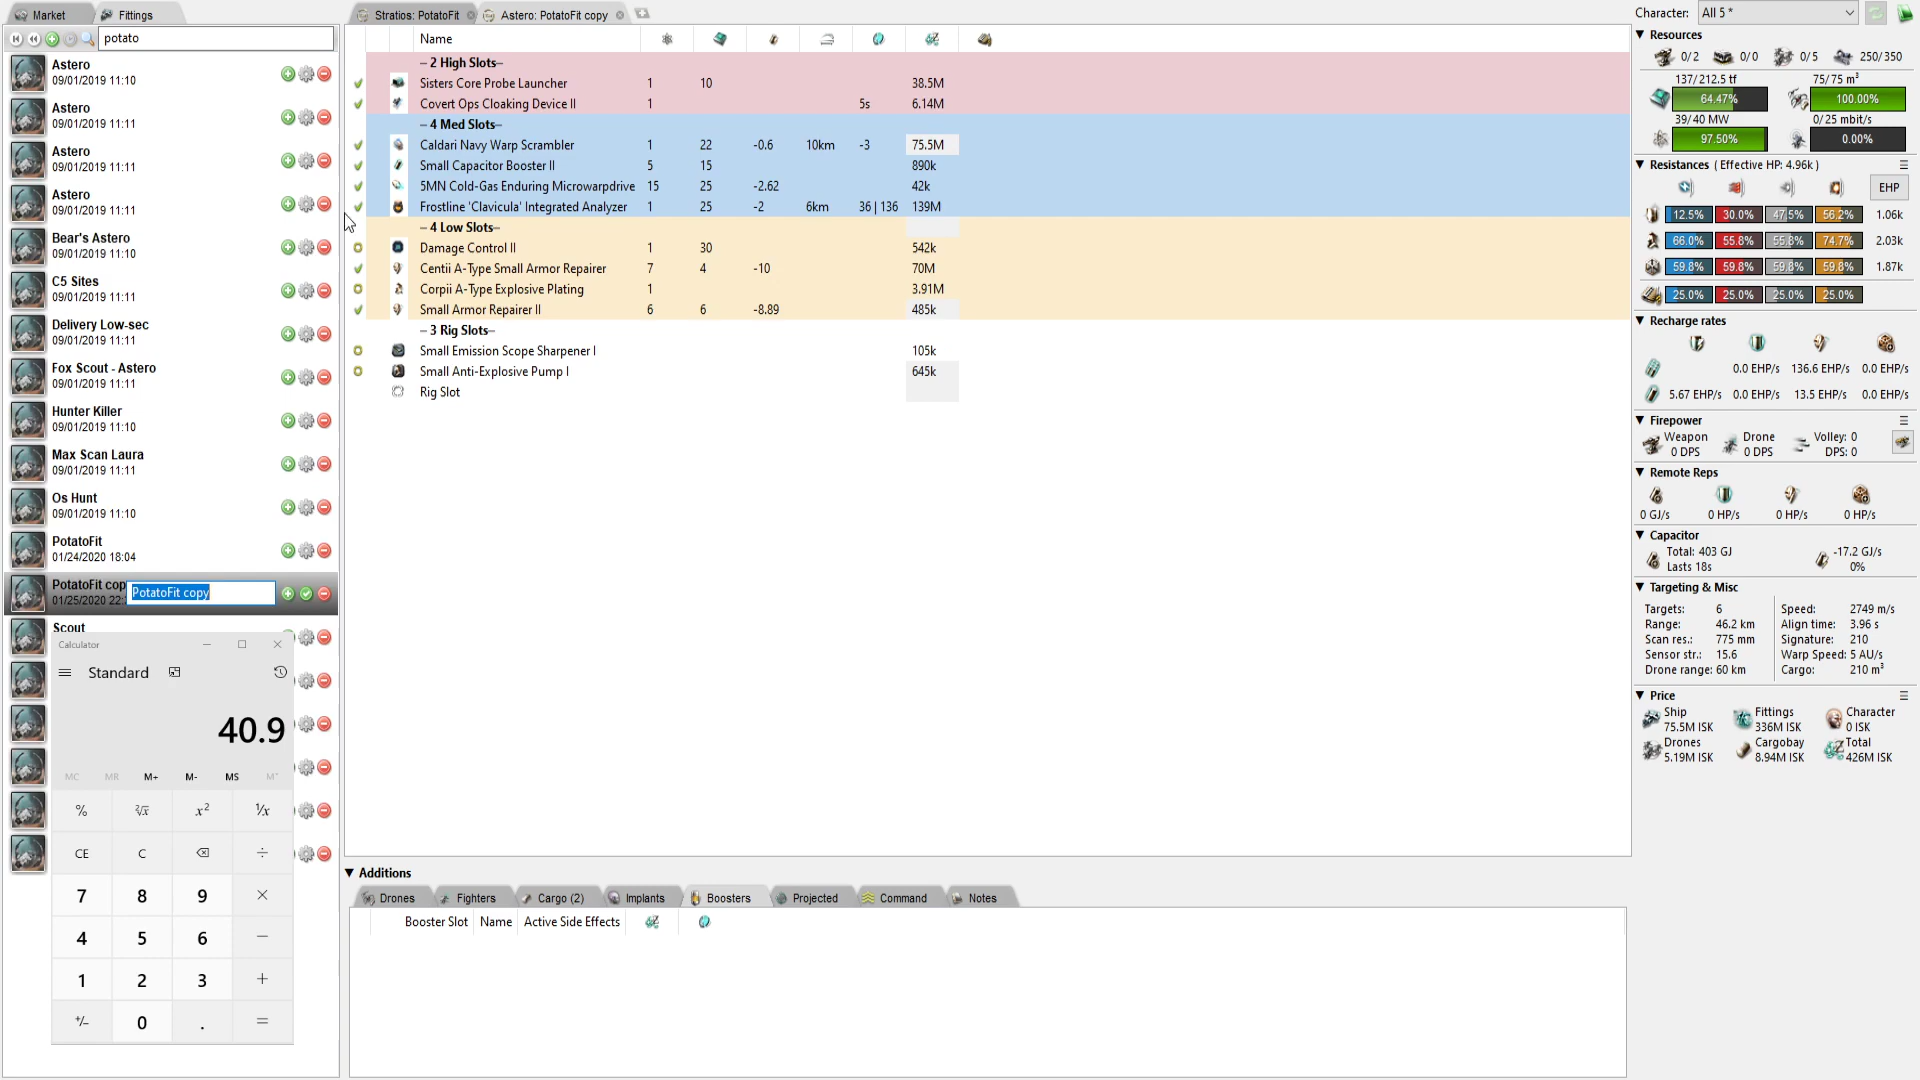 Market
Fittings
potato
Astero
09/01/2019 11:10
Astero
09/01/2019 11:11
Astero
09/01/2019 11:11
Astero
09/01/2019 11:11
Bear's Astero
09/01/2019 11:10
C5 Sites
09/01/2019 11:11
Delivery Low-sec
09/01/2019 11:11
Fox Scout - Astero
09/01/2019 11:11
Hunter Killer
09/01/2019 11:10
Max Scan Laura
09/01/2019 11:11
Os Hunt
09/01/2019 11:10
PotatoFit
01/24/2020 18:04
PotatoFit cop
01/25/2020 22:
PotatoFit copy
Scout
Calculator
Standard
40.9
MC MR M+ M- MS M˅
% ²√x x² ¹/x
CE C ⌫ ÷
7 8 9 ×
4 5 6 −
1 2 3 +
+/- 0 . =
Stratios: PotatoFit
Astero: PotatoFit copy
Name
– 2 High Slots–
Sisters Core Probe Launcher 1 10 38.5M
Covert Ops Cloaking Device II 1 5s 6.14M
– 4 Med Slots–
Caldari Navy Warp Scrambler 1 22 -0.6 10km -3 75.5M
Small Capacitor Booster II 5 15 890k
5MN Cold-Gas Enduring Microwarpdrive 15 25 -2.62 42k
Frostline 'Clavicula' Integrated Analyzer 1 25 -2 6km 36 | 136 139M
– 4 Low Slots–
Damage Control II 1 30 542k
Centii A-Type Small Armor Repairer 7 4 -10 70M
Corpii A-Type Explosive Plating 1 3.91M
Small Armor Repairer II 6 6 -8.89 485k
– 3 Rig Slots–
Small Emission Scope Sharpener I 105k
Small Anti-Explosive Pump I 645k
Rig Slot
Additions
Drones Fighters Cargo (2) Implants Boosters Projected Command Notes
Booster Slot Name Active Side Effects
Character: All 5 *
Resources
0/2 0/0 0/5 250/350
137/212.5 tf 75/75 m³
64.47% 100.00%
39/40 MW 0/25 mbit/s
97.50% 0.00%
Resistances ( Effective HP: 4.96k )
EHP
12.5% 30.0% 47.5% 56.2% 1.06k
66.0% 55.8% 55.8% 74.7% 2.03k
59.8% 59.8% 59.8% 59.8% 1.87k
25.0% 25.0% 25.0% 25.0%
Recharge rates
0.0 EHP/s 136.6 EHP/s 0.0 EHP/s
5.67 EHP/s 0.0 EHP/s 13.5 EHP/s 0.0 EHP/s
Firepower
Weapon Drone Volley: 0
0 DPS 0 DPS DPS: 0
Remote Reps
0 GJ/s 0 HP/s 0 HP/s 0 HP/s
Capacitor
Total: 403 GJ -17.2 GJ/s
Lasts 18s 0%
Targeting & Misc
Targets: 6 Speed: 2749 m/s
Range: 46.2 km Align time: 3.96 s
Scan res.: 775 mm Signature: 210
Sensor str.: 15.6 Warp Speed: 5 AU/s
Drone range: 60 km Cargo: 210 m³
Price
Ship Fittings Character
75.5M ISK 336M ISK 0 ISK
Drones Cargobay Total
5.19M ISK 8.94M ISK 426M ISK